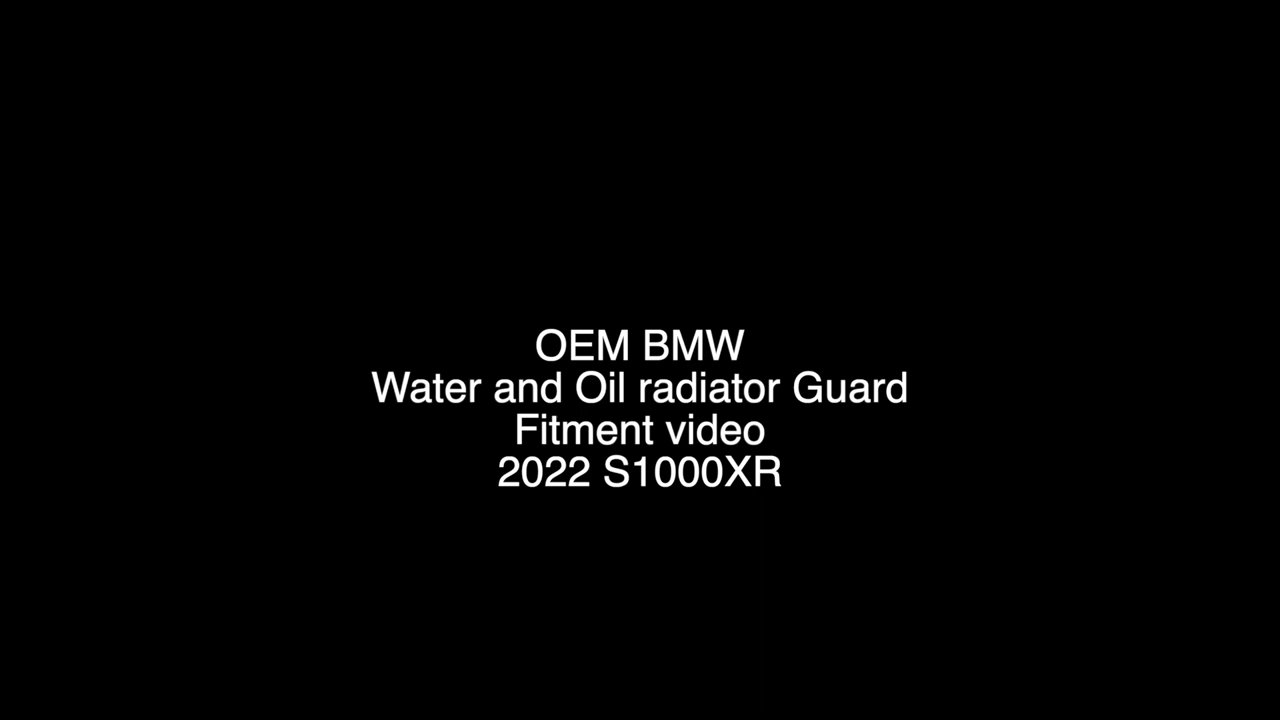 OEM BMW
Water and Oil radiator Guard
Fitment video
2022 S1000XR